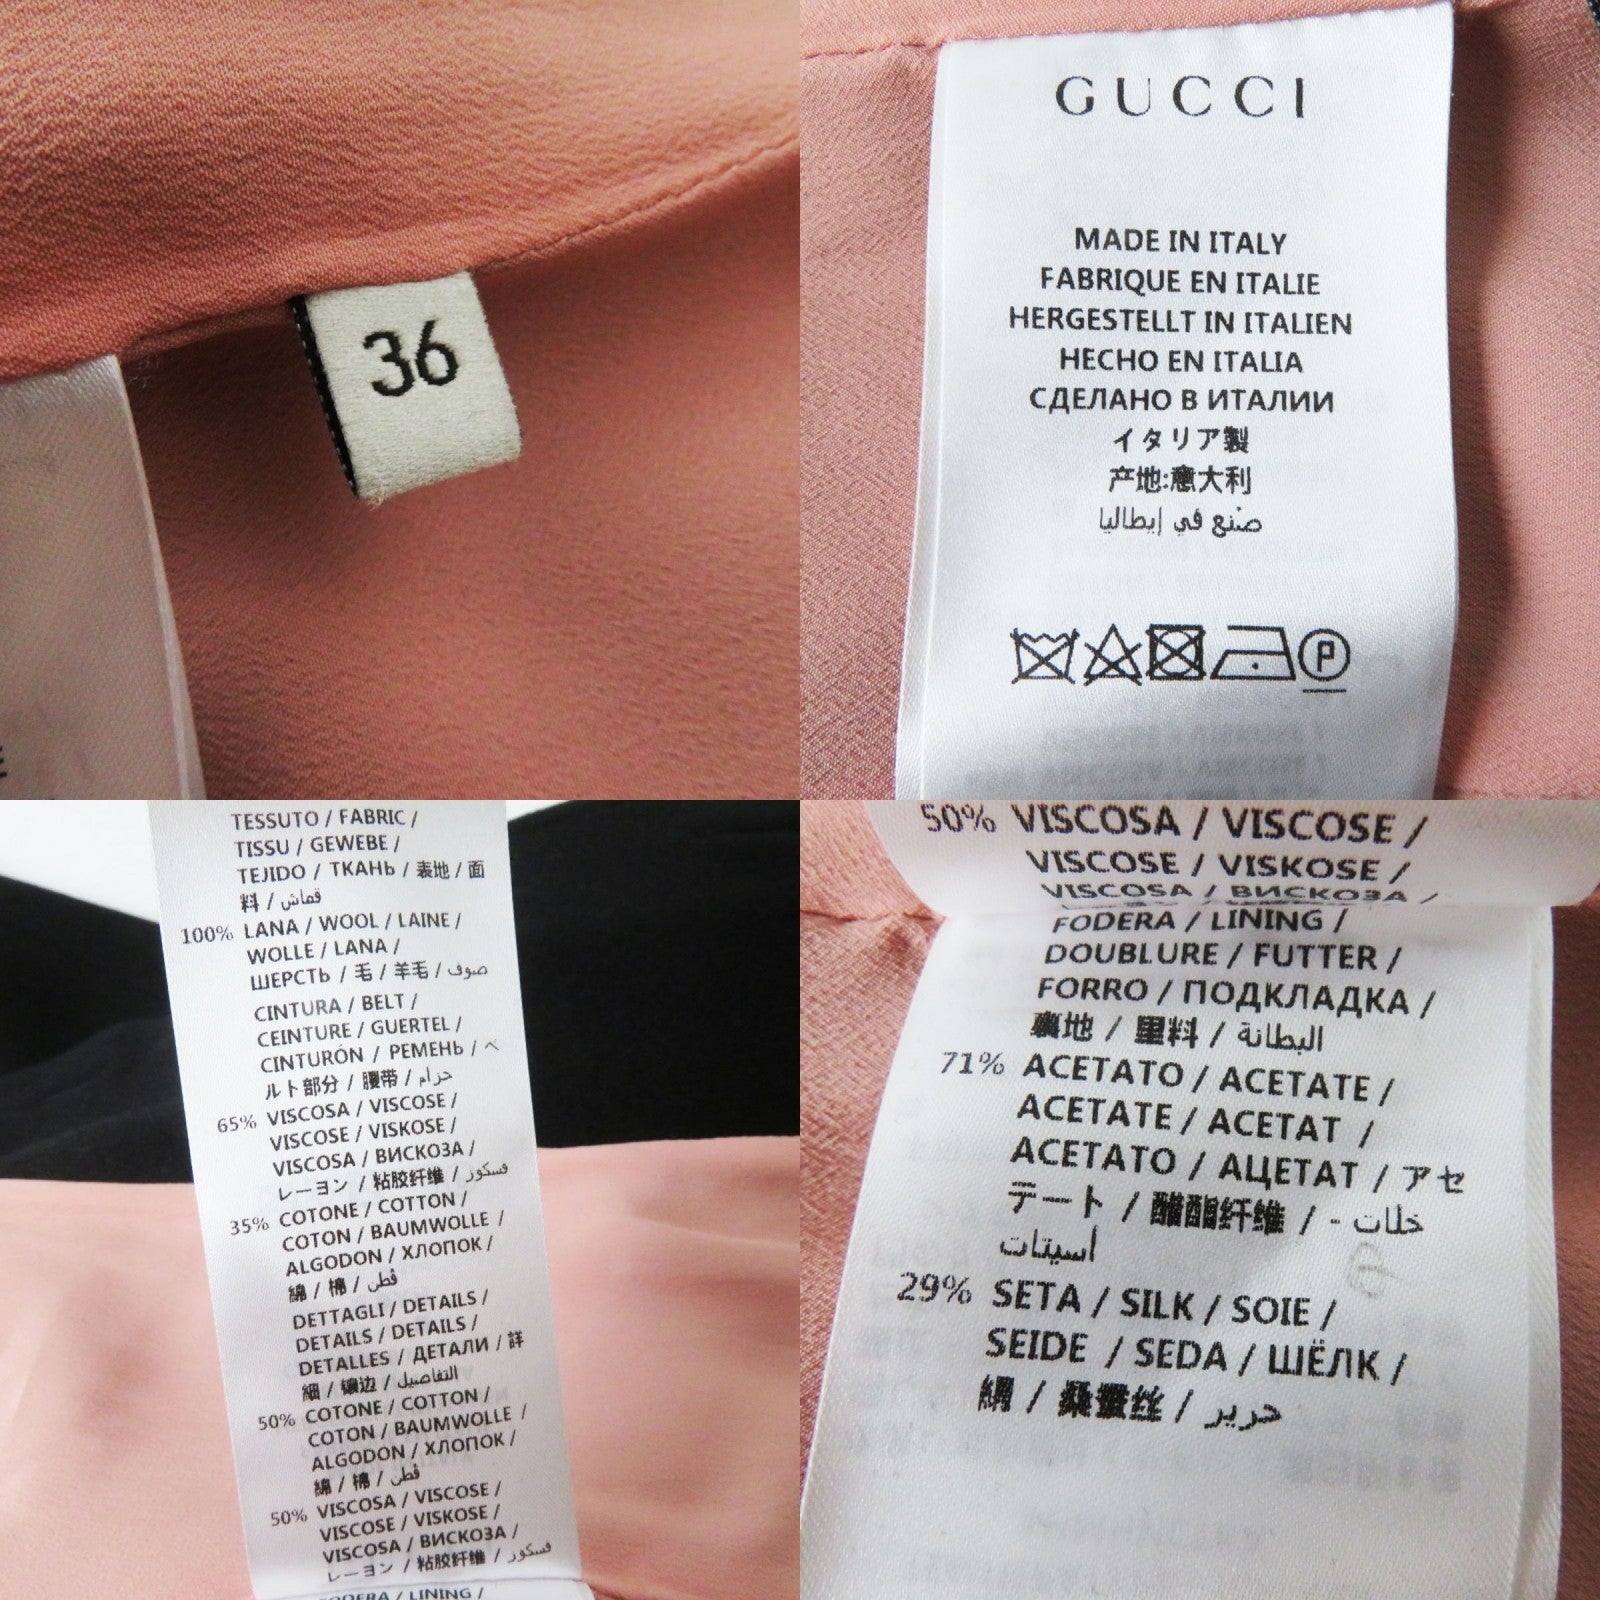 36
GUCCI
MADE IN ITALY
FABRIQUE EN ITALIE
HERGESTELLT IN ITALIEN
HECHO EN ITALIA
СДЕЛАНО В ИТАЛИИ
イタリア製
产地:意大利
صنع في إيطاليا
P
TESSUTO / FABRIC /
TISSU / GEWEBE /
TEJIDO / ТКАНЬ / 表地 / 面
料 / قماش
100% LANA / WOOL / LAINE /
WOLLE / LANA /
ШЕРСТЬ / 毛 / 羊毛 / صوف
CINTURA / BELT /
CEINTURE / GUERTEL /
CINTURÓN / РЕМЕНЬ / ベ
ルト部分 / 腰带 / حزام
65% VISCOSA / VISCOSE /
VISCOSE / VISKOSE /
VISCOSA / ВИСКОЗА /
レーヨン / 粘胶纤维 / فسكوز
35% COTONE / COTTON /
COTON / BAUMWOLLE /
ALGODON / ХЛОПОК /
綿 / 棉 / قطن
DETTAGLI / DETAILS /
DETAILS / DETAILS /
DETALLES / ДЕТАЛИ / 詳
細 / 镶边 / التفاصيل
50% COTONE / COTTON /
COTON / BAUMWOLLE /
ALGODON / ХЛОПОК /
綿 / 棉 / قطن
50% VISCOSA / VISCOSE /
VISCOSE / VISKOSE /
VISCOSA / ВИСКОЗА /
レーヨン / 粘胶纤维 / فسكوز
FODERA / LINING /
50% VISCOSA / VISCOSE /
VISCOSE / VISKOSE /
VISCOSA / ВИСКОЗА /
FODERA / LINING /
DOUBLURE / FUTTER /
FORRO / ПОДКЛАДКА /
裏地 / 里料 / البطانة
71% ACETATO / ACETATE /
ACETATE / ACETAT /
ACETATO / АЦЕТАТ / アセ
テート / 醋酯纤维 / خلات -
أسيتات
29% SETA / SILK / SOIE /
SEIDE / SEDA / ШЁЛК /
絹 / 桑蚕丝 / حرير